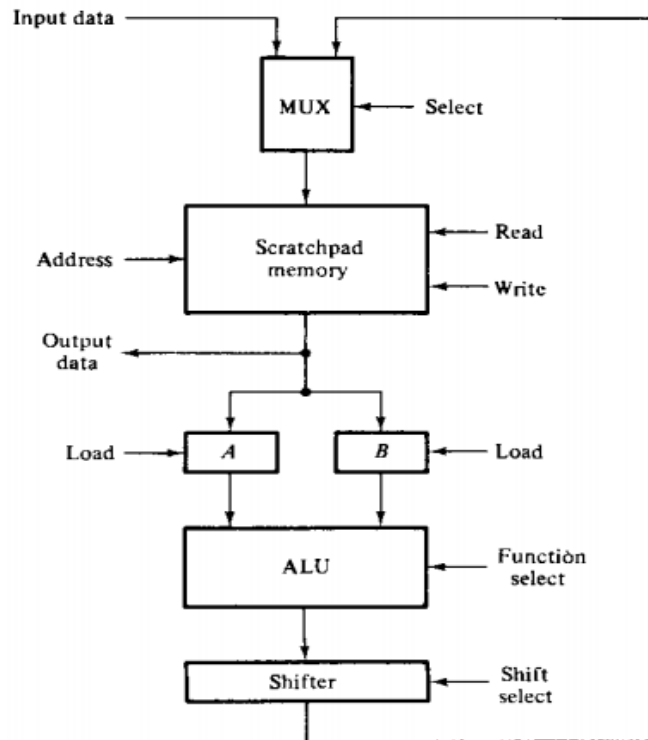 Input data
MUX
Select
Scratchpad
memory
Read
Address
Write
Output
data
Load
A
B
Load
ALU
Function
select
Shifter
Shift
select